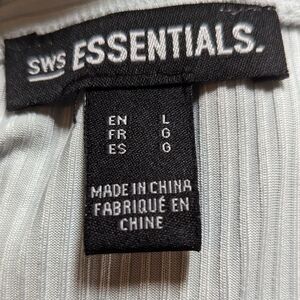 SWS ESSENTIALS.
EN L
FR G
ES G
MADE IN CHINA
FABRIQUÉ EN
CHINE